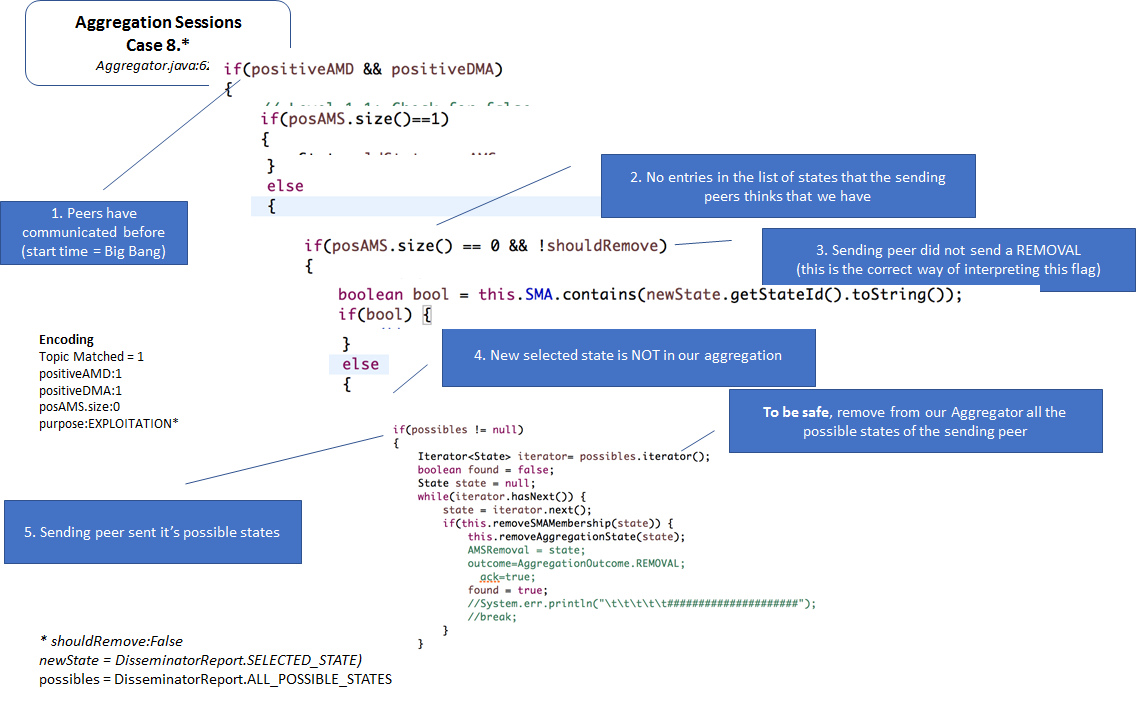 Aggregation Sessions
Case 8.*
Aggregator.java:62
if(positiveAMD && positiveDMA)
{
if(posAMS.size()==1)
{
}
else
{
2. No entries in the list of states that the sending
peers thinks that we have
1. Peers have
communicated before
(start time = Big Bang)
if(posAMS.size() == 0 && !shouldRemove)
{
3. Sending peer did not send a REMOVAL
(this is the correct way of interpreting this flag)
boolean bool = this.SMA.contains(newState.getStateId().toString());
if(bool) {
}
else
{
4. New selected state is NOT in our aggregation
Encoding
Topic Matched = 1
positiveAMD:1
positiveDMA:1
posAMS.size:0
purpose:EXPLOITATION*
To be safe, remove from our Aggregator all the
possible states of the sending peer
if(possibles != null)
{
Iterator<State> iterator= possibles.iterator();
boolean found = false;
State state = null;
while(iterator.hasNext()) {
state = iterator.next();
if(this.removeSMAMembership(state)) {
this.removeAggregationState(state);
AMSRemoval = state;
outcome=AggregationOutcome.REMOVAL;
ack=true;
found = true;
//System.err.println("\t\t\t\t\t#####################");
//break;
}
}
5. Sending peer sent it's possible states
* shouldRemove:False
newState = DisseminatorReport.SELECTED_STATE)
possibles = DisseminatorReport.ALL_POSSIBLE_STATES